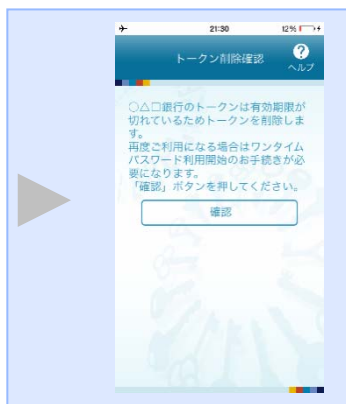 21:30
12%
トークン削除確認
?
ヘルプ
○△□銀行のトークンは有効期限が
切れているためトークンを削除しま
す。
再度ご利用になる場合はワンタイム
パスワード利用開始のお手続きが必
要になります。
「確認」ボタンを押してください。
確認